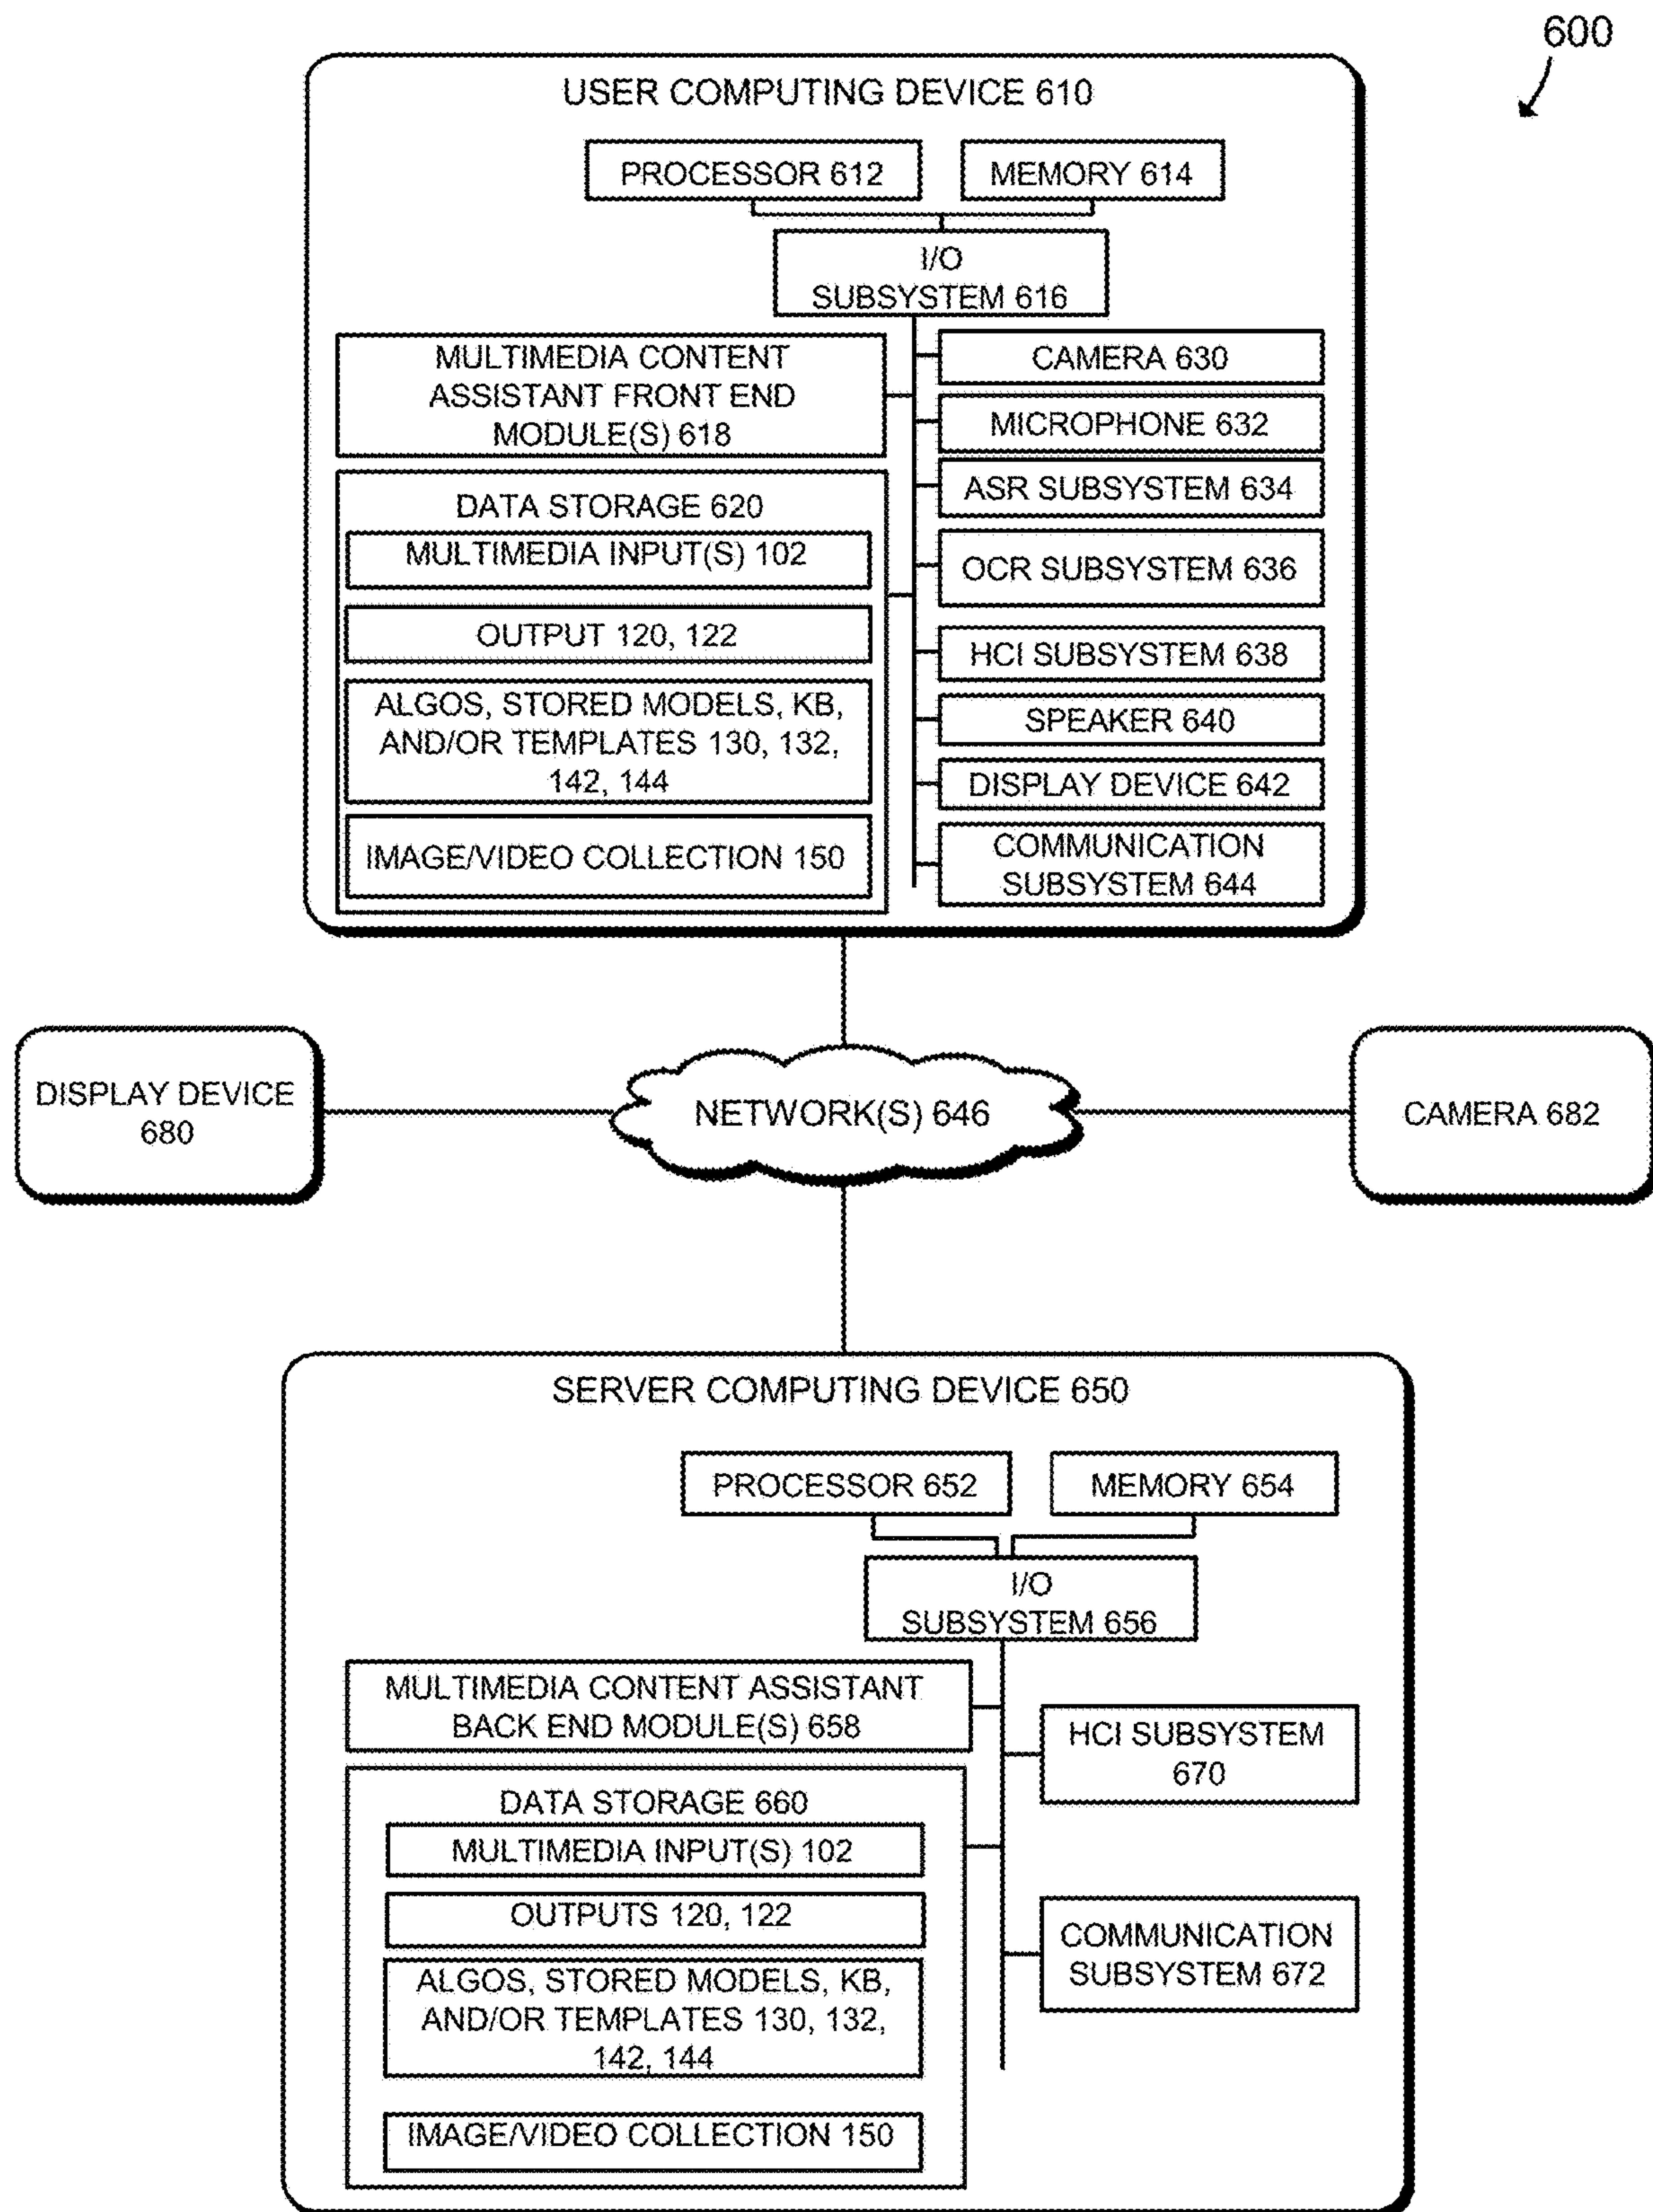 600
USER COMPUTING DEVICE 610
PROCESSOR 612
MEMORY 614
I/O
SUBSYSTEM 616
MULTIMEDIA CONTENT
ASSISTANT FRONT END
MODULE(S) 618
DATA STORAGE 620
MULTIMEDIA INPUT(S) 102
OUTPUT 120, 122
ALGOS, STORED MODELS, KB,
AND/OR TEMPLATES 130, 132,
142, 144
IMAGE/VIDEO COLLECTION 150
CAMERA 630
MICROPHONE 632
ASR SUBSYSTEM 634
OCR SUBSYSTEM 636
HCI SUBSYSTEM 638
SPEAKER 640
DISPLAY DEVICE 642
COMMUNICATION
SUBSYSTEM 644
DISPLAY DEVICE
680
NETWORK(S) 646
CAMERA 682
SERVER COMPUTING DEVICE 650
PROCESSOR 652
MEMORY 654
I/O
SUBSYSTEM 656
MULTIMEDIA CONTENT ASSISTANT
BACK END MODULE(S) 658
DATA STORAGE 660
MULTIMEDIA INPUT(S) 102
OUTPUTS 120, 122
ALGOS, STORED MODELS, KB,
AND/OR TEMPLATES 130, 132,
142, 144
IMAGE/VIDEO COLLECTION 150
HCI SUBSYSTEM
670
COMMUNICATION
SUBSYSTEM 672